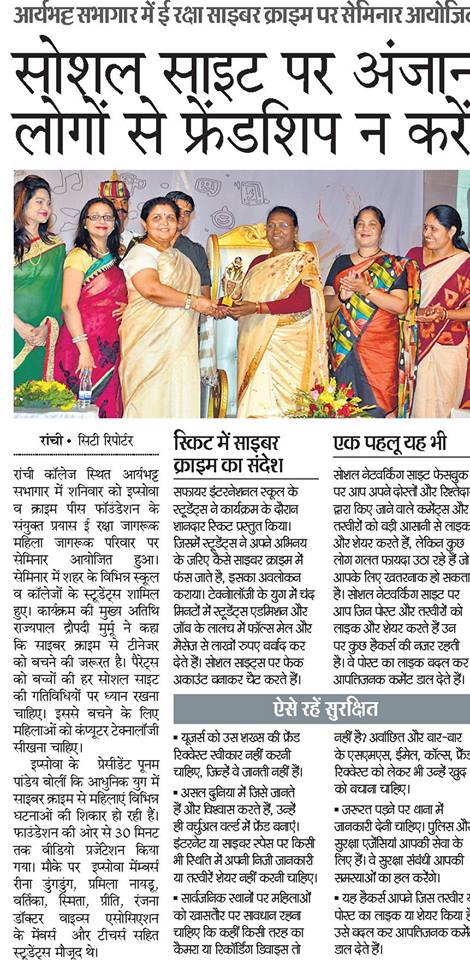 आर्यभट्ट सभागार में ई रक्षा साइबर क्राइम पर सेमिनार
सोशल साइट पर अंजान
लोगों से फ्रेंडशिप न करें
रांची • सिटी रिपोर्टर
रांची कॉलेज स्थित आर्यभट्ट
सभागार में शनिवार को इप्सोवा
व क्राइम पीस फॉउंडेशन के
संयुक्त प्रयास ई रक्षा जागरूक
महिला जागरूक परिवार पर
सेमिनार आयोजित हुआ।
सेमिनार में शहर के विभिन्न स्कूल
व कॉलेजों के स्टूडेंट्स शामिल
हुए। कार्यक्रम की मुख्य अतिथि
राज्यपाल द्रौपदी मुर्मू ने कहा
कि साइबर क्राइम से टीनेजर
को बचने की जरूरत है। पैरेंट्स
को बच्चों की हर सोशल साइट
की गतिविधियों पर ध्यान रखना
चाहिए। इससे बचने के लिए
महिलाओं को कंप्यूटर टेक्नालॉजी
सीखना चाहिए।
इप्सोवा के प्रेसीडेंट पूनम
पांडेय बोलीं कि आधुनिक युग में
साइबर क्राइम से महिलाएं विभिन्न
घटनाओं की शिकार हो रही हैं।
फाउंडेशन की ओर से 30 मिनट
तक वीडियो प्रजेंटेशन किया
गया। मौके पर इप्सोवा मेंम्बर्स
रीना डुंगडुंग, प्रमिला नायडू,
वर्तिका, स्मिता, प्रीति, रंजना
डॉक्टर वाइव्स एसोसिएशन
के मेंबर्स और टीचर्स सहित
स्टूडेंट्स मौजूद थे।
स्किट में साइबर
क्राइम का संदेश
सफायर इंटरनेशनल स्कूल के
स्टूडेंट्स ने कार्यक्रम के दौरान
शानदार स्किट प्रस्तुत किया।
जिसमें स्टूडेंट्स ने अपने अभिनय
के जरिए कैसे साइबर क्राइम में
फंस जाते है, इसका अवलोकन
कराया। टेक्नोलॉजी के युग में चंद
मिनटों में स्टूडेंट्स एडमिशन और
जॉब के लालच में फॉल्स मेल और
मैसेज से लाखों रुपए बर्बाद कर
देते हैं। सोशल साइट्स पर फेक
अकाउंट बनाकर चैट करते हैं।
एक पहलू यह भी
सोशल नेटवर्किंग साइट फेसबुक
पर आप अपने दोस्तों और रिश्तेदा
द्वारा किए जाने वाले कमेंट्स और
तस्वीरों को बड़ी आसानी से लाइक
और शेयर करते हैं, लेकिन कुछ
लोग गलत फायदा उठा रहे हैं जो
आपके लिए खतरनाक हो सकता
है। सोशल नेटवर्किंग साइट पर
आप जिन पोस्ट और तस्वीरों को
लाइक और शेयर करते हैं उन
पर कुछ हैकर्स की नजर रहती
है। वे पोस्ट का लाइक बदल कर
आपतिजनक कमेंट डाल देते हैं।
ऐसे रहें सुरक्षित
▪ यूजर्स को उस शख्स की फ्रैंड
रिक्वेस्ट स्वीकार नहीं करनी
चाहिए, जिन्हें वे जानती नहीं हैं।
▪ असल दुनिया में जिसे जानते
हैं और विश्वास करते हैं, उन्हे
ही वर्चुअल वर्ल्ड में फ्रैंड बनाएं।
इंटरनेट या साइबर स्पेस पर किसी
भी स्थिति में अपनी निजी जानकारी
या तस्वीरें शेयर नहीं करनी चाहिए।
▪ सार्वजनिक स्थानों पर महिलाओं
को खासतौर पर सावधान रहना
चाहिए कि कहीं किसी तरह का
कैमरा या रिकॉर्डिंग डिवाइस तो
नहीं है? अवांछित और बार-बार
के एसएमएस, ईमेल, कॉल्स, फ्रैंड
रिक्वेस्ट को लेकर भी उन्हें खुद
को बचाना चाहिए।
▪ जरूरत पड़ने पर थाना में
जानकारी देनी चाहिए। पुलिस और
सुरक्षा एजेंसियां आपकी सेवा के
लिए हैं। वे सुरक्षा संबंधी आपकी
समस्याओं का हल करेंगे।
▪ यह हैकर्स आपने जिस तस्वीर य
पोस्ट का लाइक या शेयर किया है
उसे बदल कर आपतिजनक कमेंट
डाल देते हैं।